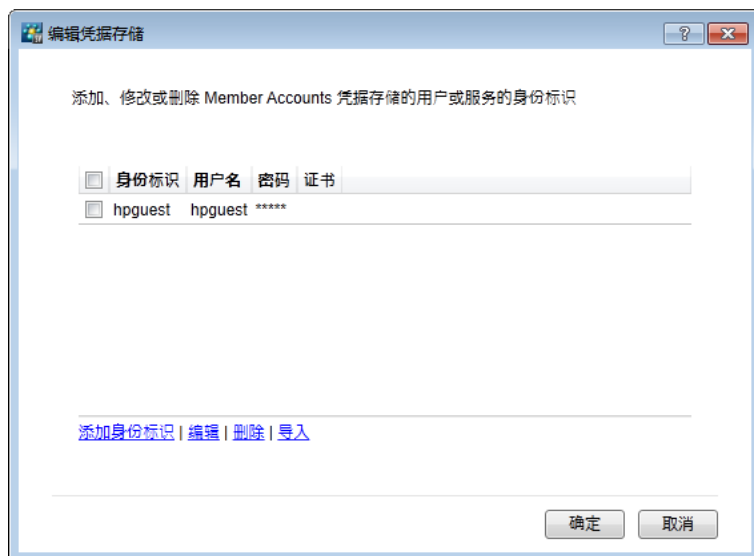 编辑凭据存储
?
添加、修改或删除 Member Accounts 凭据存储的用户或服务的身份标识
身份标识 用户名 密码 证书
hpguest hpguest *****
添加身份标识 | 编辑 | 删除 | 导入
确定 取消